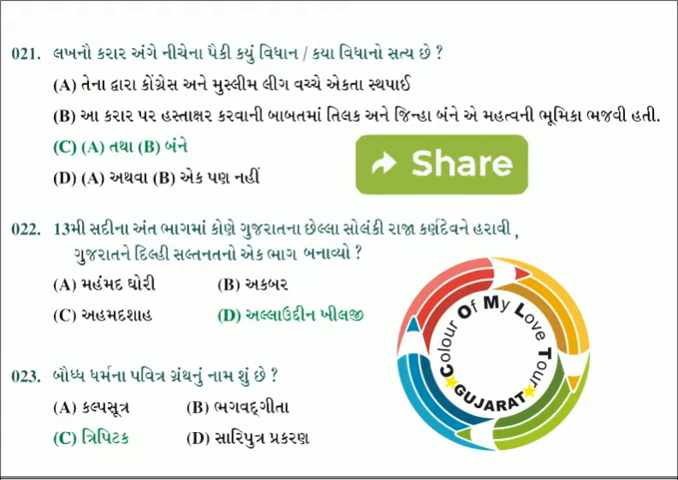 021. લખનૌ કરાર અંગે નીચેના પૈકી કયું વિધાન / કયા વિધાનો સત્ય છે ?
(A) તેના દ્વારા કોંગ્રેસ અને મુસ્લીમ લીગ વચ્ચે એકતા સ્થપાઈ
(B) આ કરાર પર હસ્તાક્ષર કરવાની બાબતમાં તિલક અને જિન્હા બંને એ મહત્વની ભૂમિકા ભજવી હતી.
(C) (A) તથા (B) બંને
(D) (A) અથવા (B) એક પણ નહીં
Share
022. 13મી સદીના અંત ભાગમાં કોણે ગુજરાતના છેલ્લા સોલંકી રાજા કર્ણદેવને હરાવી ,
ગુજરાતને દિલ્હી સલ્તનતનો એક ભાગ બનાવ્યો ?
(A) મહંમદ ઘોરી (B) અકબર
(C) અહમદશાહ (D) અલ્લાઉદ્દીન ખીલજી
Colour Of My Love Tour
GUJARAT
023. બૌધ્ધ ધર્મના પવિત્ર ગ્રંથનું નામ શું છે ?
(A) કલ્પસૂત્ર (B) ભગવદ્ગીતા
(C) ત્રિપિટક (D) સારિપુત્ર પ્રકરણ